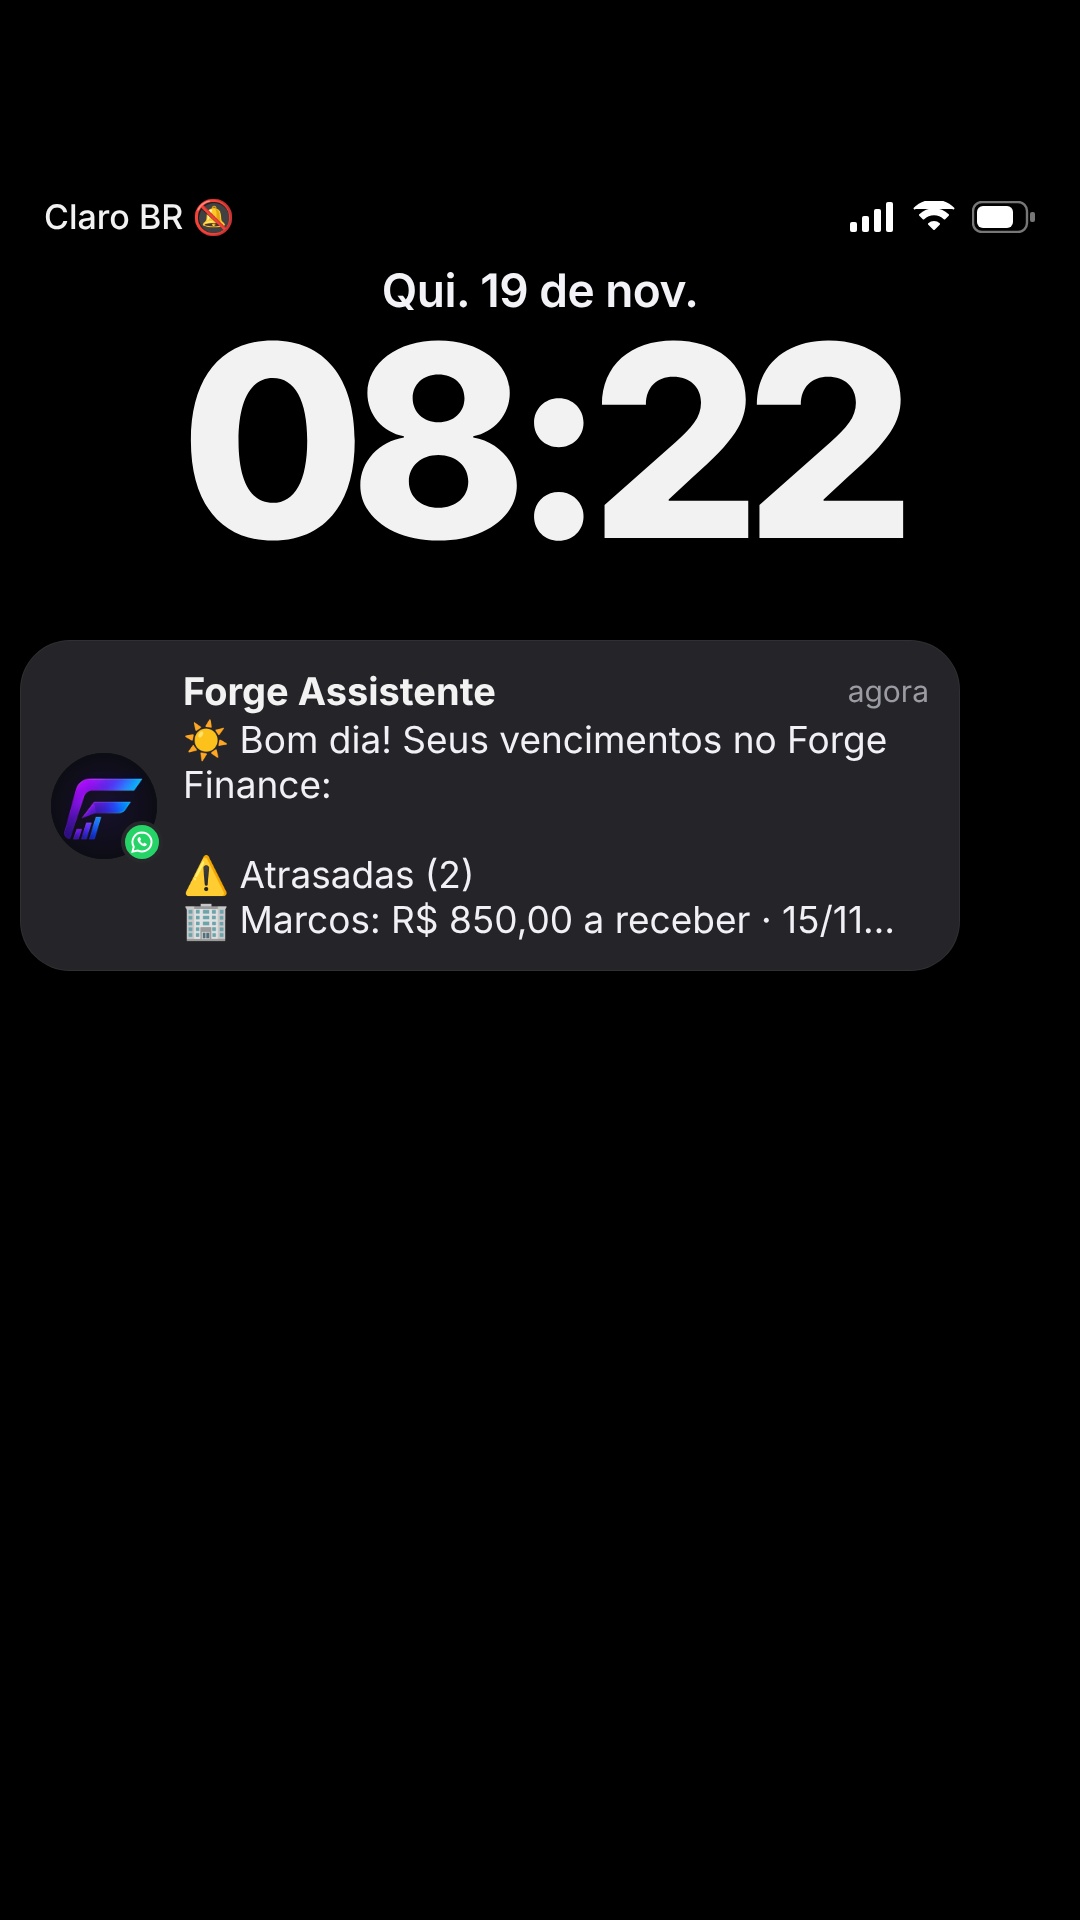 Claro BR 🔕
Qui. 19 de nov.
08:22
Forge Assistente
agora
☀️ Bom dia! Seus vencimentos no Forge
Finance:
⚠️ Atrasadas (2)
🏢 Marcos: R$ 850,00 a receber · 15/11...